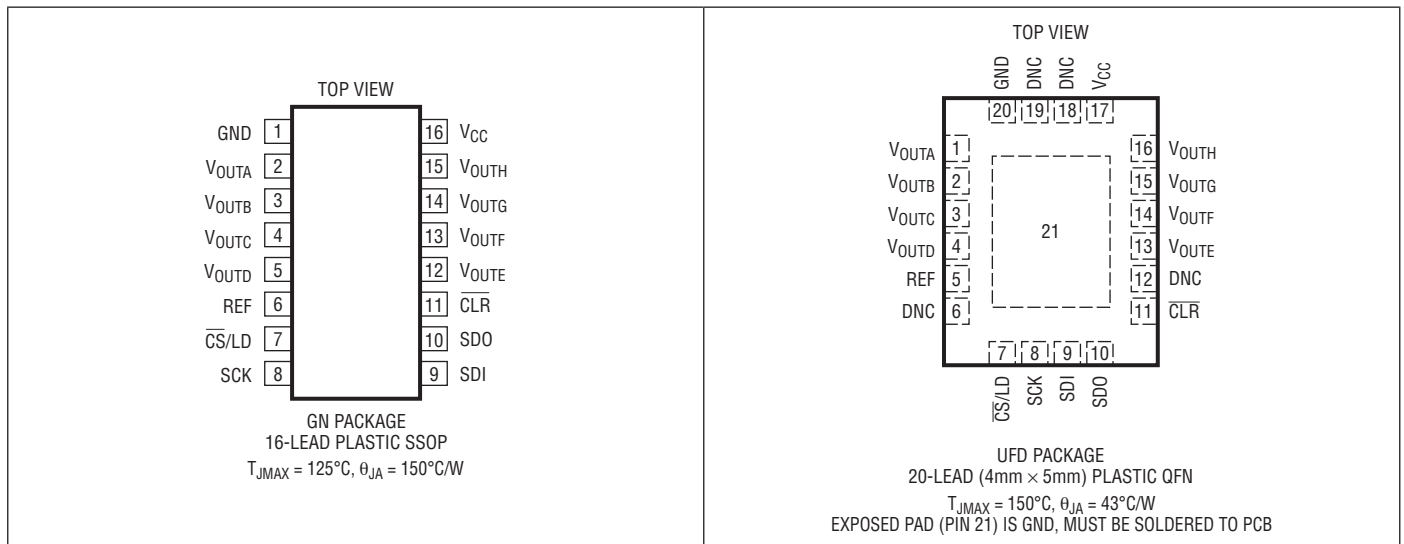 TOP VIEW
GND 1
VOUTA 2
VOUTB 3
VOUTC 4
VOUTD 5
REF 6
CS/LD 7
SCK 8
16 VCC
15 VOUTH
14 VOUTG
13 VOUTF
12 VOUTE
11 CLR
10 SDO
9 SDI
GN PACKAGE
16-LEAD PLASTIC SSOP
TJMAX = 125°C, θJA = 150°C/W
TOP VIEW
GND DNC DNC VCC
20 19 18 17
VOUTA 1
VOUTB 2
VOUTC 3
VOUTD 4
REF 5
DNC 6
21
16 VOUTH
15 VOUTG
14 VOUTF
13 VOUTE
12 DNC
11 CLR
7 8 9 10
CS/LD SCK SDI SDO
UFD PACKAGE
20-LEAD (4mm × 5mm) PLASTIC QFN
TJMAX = 150°C, θJA = 43°C/W
EXPOSED PAD (PIN 21) IS GND, MUST BE SOLDERED TO PCB